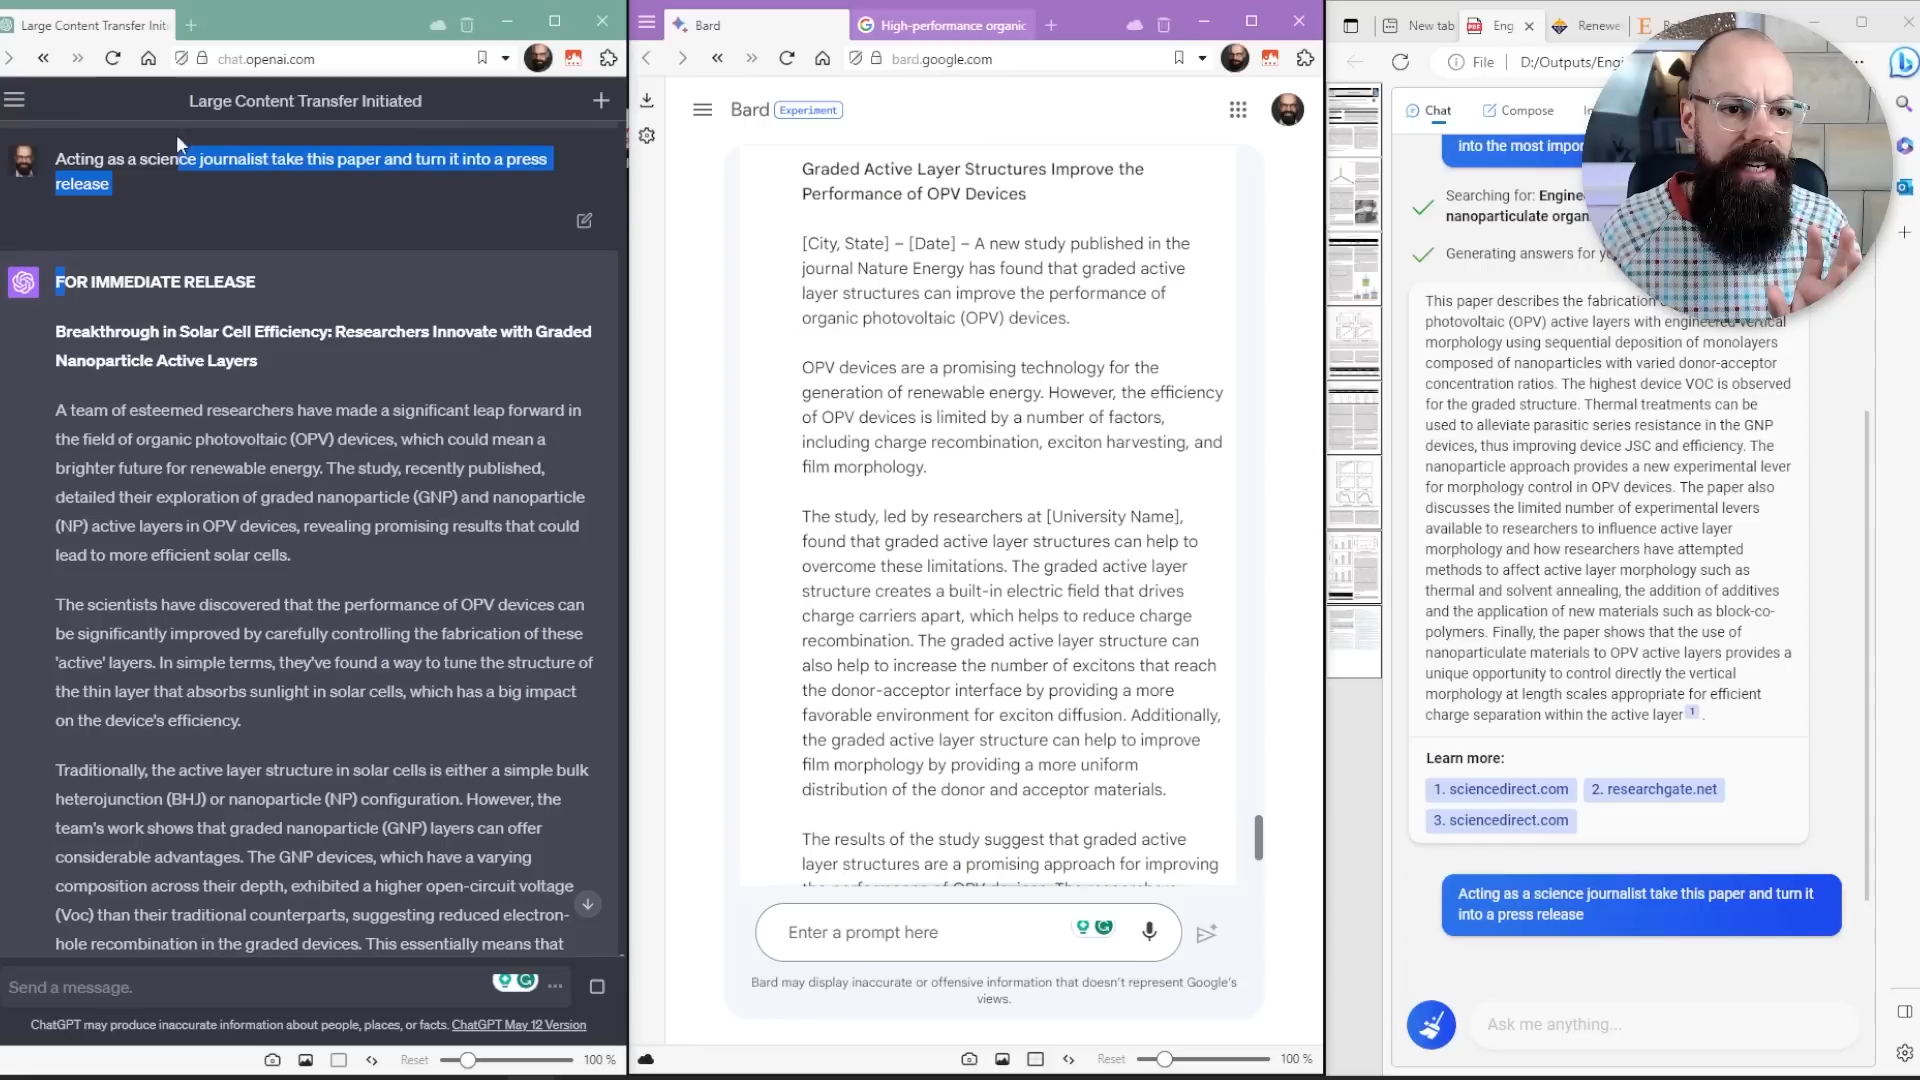 Large Content Transfer Init
chat.openai.com
Large Content Transfer Initiated
Acting as a science journalist take this paper and turn it into a press
release
FOR IMMEDIATE RELEASE
Breakthrough in Solar Cell Efficiency: Researchers Innovate with Graded
Nanoparticle Active Layers
A team of esteemed researchers have made a significant leap forward in
the field of organic photovoltaic (OPV) devices, which could mean a
brighter future for renewable energy. The study, recently published,
detailed their exploration of graded nanoparticle (GNP) and nanoparticle
(NP) active layers in OPV devices, revealing promising results that could
lead to more efficient solar cells.
The scientists have discovered that the performance of OPV devices can
be significantly improved by carefully controlling the fabrication of these
'active' layers. In simple terms, they've found a way to tune the structure of
the thin layer that absorbs sunlight in solar cells, which has a big impact
on the device's efficiency.
Traditionally, the active layer structure in solar cells is either a simple bulk
heterojunction (BHJ) or nanoparticle (NP) configuration. However, the
team's work shows that graded nanoparticle (GNP) layers can offer
considerable advantages. The GNP devices, which have a varying
composition across their depth, exhibited a higher open-circuit voltage
(Voc) than their traditional counterparts, suggesting reduced electron-
hole recombination in the graded devices. This essentially means that
Send a message.
ChatGPT may produce inaccurate information about people, places, or facts. ChatGPT May 12 Version
Reset
100 %
Bard
High-performance organic
bard.google.com
Bard
Experiment
Graded Active Layer Structures Improve the
Performance of OPV Devices
[City, State] – [Date] – A new study published in the
journal Nature Energy has found that graded active
layer structures can improve the performance of
organic photovoltaic (OPV) devices.
OPV devices are a promising technology for the
generation of renewable energy. However, the efficiency
of OPV devices is limited by a number of factors,
including charge recombination, exciton harvesting, and
film morphology.
The study, led by researchers at [University Name],
found that graded active layer structures can help to
overcome these limitations. The graded active layer
structure creates a built-in electric field that drives
charge carriers apart, which helps to reduce charge
recombination. The graded active layer structure can
also help to increase the number of excitons that reach
the donor-acceptor interface by providing a more
favorable environment for exciton diffusion. Additionally,
the graded active layer structure can help to improve
film morphology by providing a more uniform
distribution of the donor and acceptor materials.
The results of the study suggest that graded active
layer structures are a promising approach for improving
Enter a prompt here
Bard may display inaccurate or offensive information that doesn't represent Google's
views.
Reset
100 %
New tab
Eng
Renewe
File
D:/Outputs/Engi
Chat
Compose
into the most impor
Searching for: Engine
nanoparticulate organ
Generating answers for yo
This paper describes the fabrication
photovoltaic (OPV) active layers with engineered vertical
morphology using sequential deposition of monolayers
composed of nanoparticles with varied donor-acceptor
concentration ratios. The highest device VOC is observed
for the graded structure. Thermal treatments can be
used to alleviate parasitic series resistance in the GNP
devices, thus improving device JSC and efficiency. The
nanoparticle approach provides a new experimental lever
for morphology control in OPV devices. The paper also
discusses the limited number of experimental levers
available to researchers to influence active layer
morphology and how researchers have attempted
methods to affect active layer morphology such as
thermal and solvent annealing, the addition of additives
and the application of new materials such as block-co-
polymers. Finally, the paper shows that the use of
nanoparticulate materials to OPV active layers provides a
unique opportunity to control directly the vertical
morphology at length scales appropriate for efficient
charge separation within the active layer 1 .
Learn more:
1. sciencedirect.com
2. researchgate.net
3. sciencedirect.com
Acting as a science journalist take this paper and turn it
into a press release
Ask me anything...